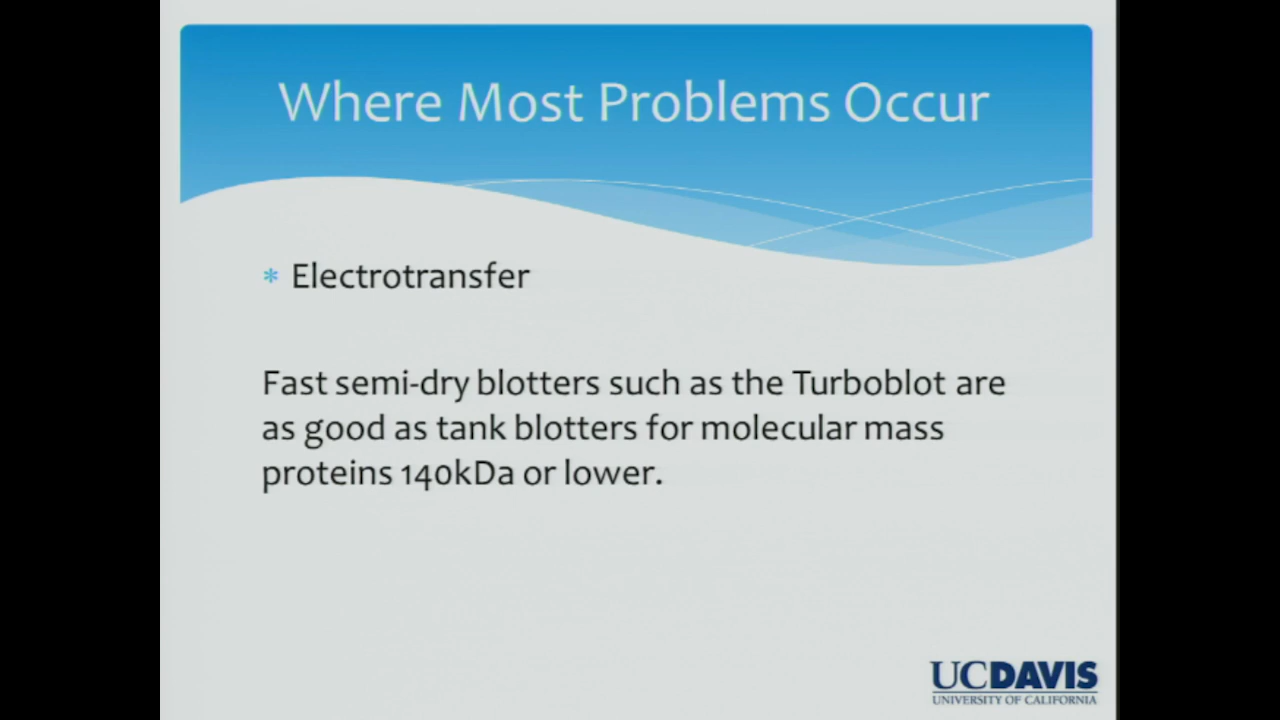 Where Most Problems Occur
* Electrotransfer
Fast semi-dry blotters such as the Turboblot are
as good as tank blotters for molecular mass
proteins 140kDa or lower.
UCDAVIS
UNIVERSITY OF CALIFORNIA